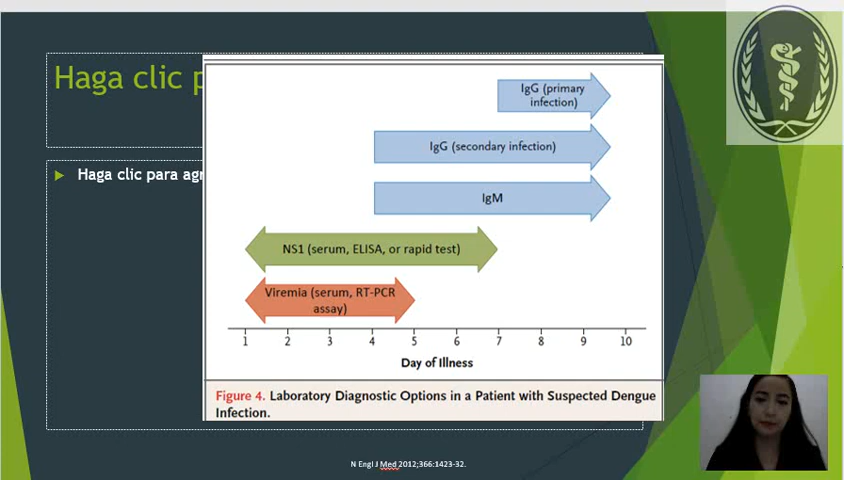 Haga clic p
Haga clic para agr
IgG (primary
infection)
IgG (secondary infection)
IgM
NS1 (serum, ELISA, or rapid test)
Viremia (serum, RT-PCR
assay)
1 2 3 4 5 6 7 8 9 10
Day of Illness
Figure 4. Laboratory Diagnostic Options in a Patient with Suspected Dengue
Infection.
N Engl J Med 2012;366:1423-32.